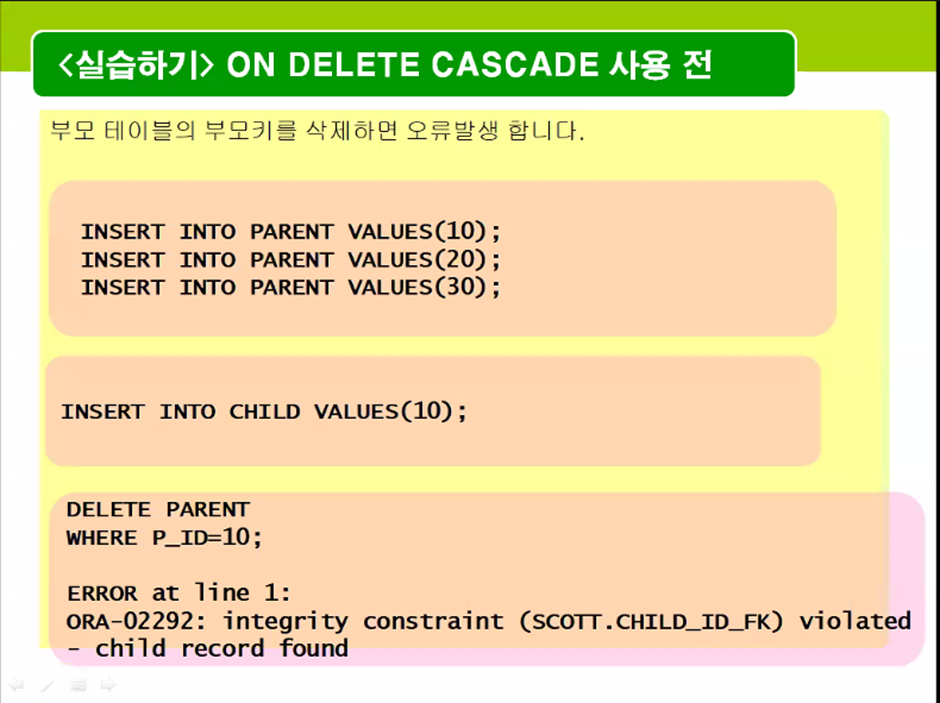 <실습하기> ON DELETE CASCADE 사용 전
부모 테이블의 부모키를 삭제하면 오류발생 합니다.
INSERT INTO PARENT VALUES(10);
INSERT INTO PARENT VALUES(20);
INSERT INTO PARENT VALUES(30);
INSERT INTO CHILD VALUES(10);
DELETE PARENT
WHERE P_ID=10;
ERROR at line 1:
ORA-02292: integrity constraint (SCOTT.CHILD_ID_FK) violated
- child record found